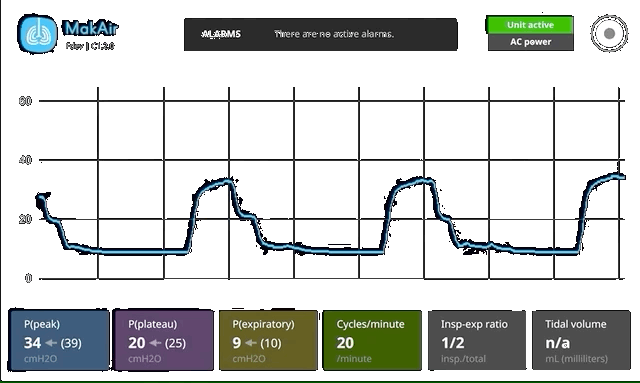 MakAir
ALARMS There are no active alarms.
Unit active
AC power
60
40
20
0
P(peak)
34 ← (39)
cmH2O
P(plateau)
20 ← (25)
cmH2O
P(expiratory)
9 ← (10)
cmH2O
Cycles/minute
20
/minute
Insp-exp ratio
1/2
insp./total
Tidal volume
n/a
mL (milliliters)